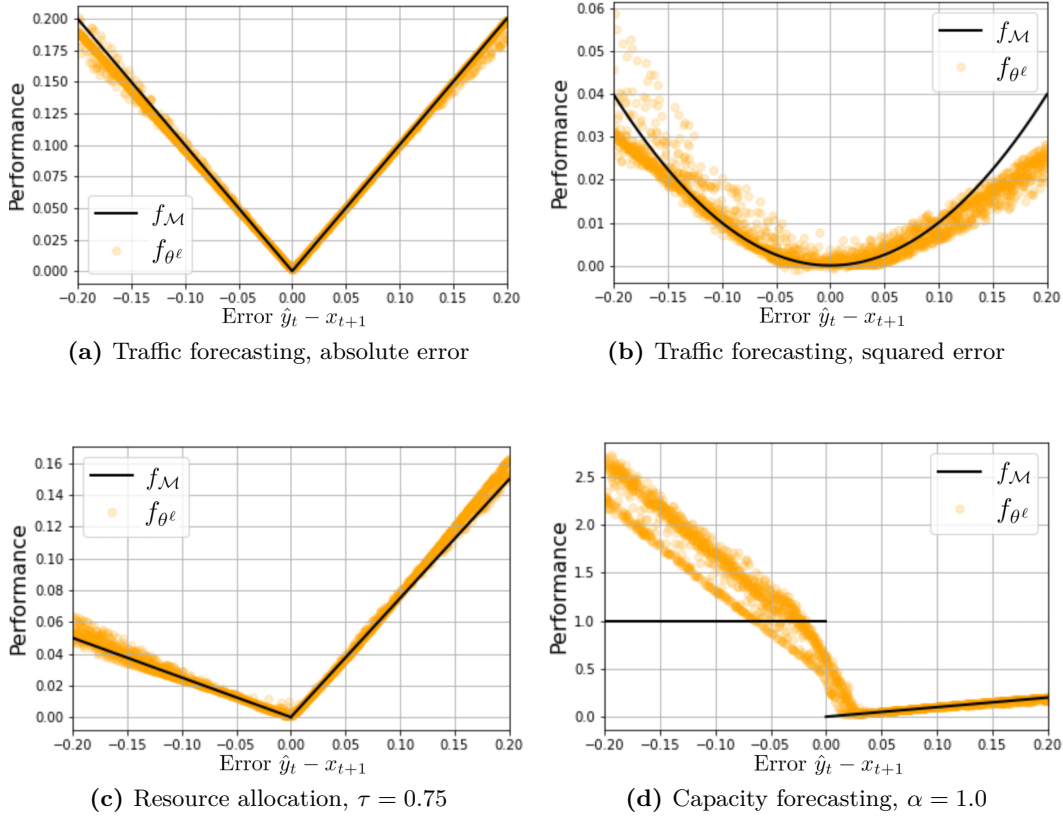 0.200
0.175
0.150
0.125
0.100
0.075
0.050
0.025
0.000
Performance
f_M
f_{θ^ℓ}
−0.20 −0.15 −0.10 −0.05 0.00 0.05 0.10 0.15 0.20
Error ŷ_t − x_{t+1}
(a) Traffic forecasting, absolute error
0.06
0.05
0.04
0.03
0.02
0.01
0.00
Performance
f_M
f_{θ^ℓ}
−0.20 −0.15 −0.10 −0.05 0.00 0.05 0.10 0.15 0.20
Error ŷ_t − x_{t+1}
(b) Traffic forecasting, squared error
0.16
0.14
0.12
0.10
0.08
0.06
0.04
0.02
0.00
Performance
f_M
f_{θ^ℓ}
−0.20 −0.15 −0.10 −0.05 0.00 0.05 0.10 0.15 0.20
Error ŷ_t − x_{t+1}
(c) Resource allocation, τ = 0.75
2.5
2.0
1.5
1.0
0.5
0.0
Performance
f_M
f_{θ^ℓ}
−0.20 −0.15 −0.10 −0.05 0.00 0.05 0.10 0.15 0.20
Error ŷ_t − x_{t+1}
(d) Capacity forecasting, α = 1.0